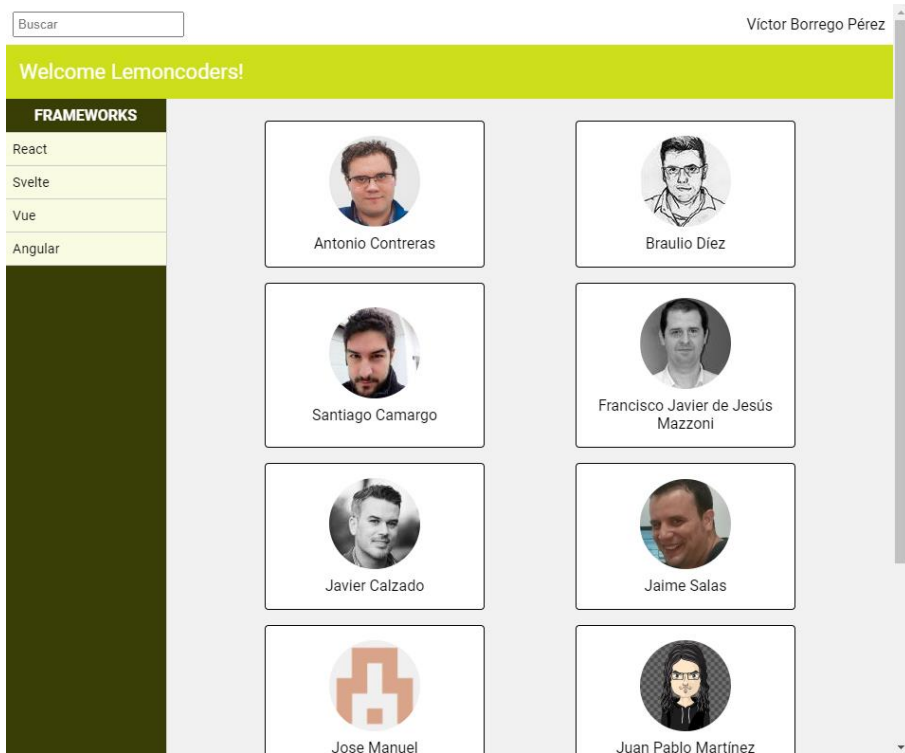 Buscar
Víctor Borrego Pérez
Welcome Lemoncoders!
FRAMEWORKS
React
Svelte
Vue
Angular
Antonio Contreras
Braulio Díez
Santiago Camargo
Francisco Javier de Jesús
Mazzoni
Javier Calzado
Jaime Salas
Jose Manuel
Juan Pablo Martínez